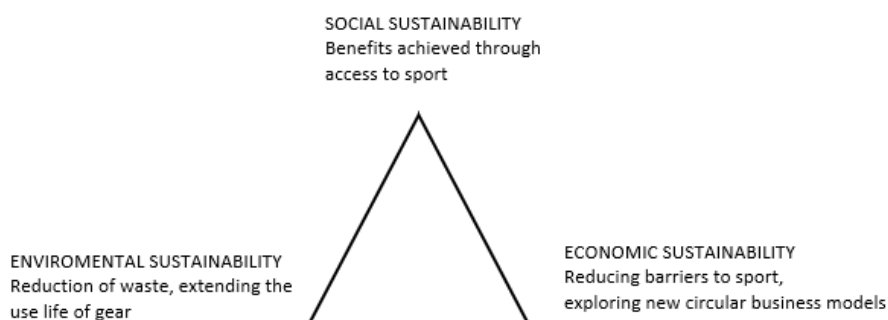 SOCIAL SUSTAINABILITY
Benefits achieved through
access to sport
ENVIROMENTAL SUSTAINABILITY
Reduction of waste, extending the
use life of gear
ECONOMIC SUSTAINABILITY
Reducing barriers to sport,
exploring new circular business models